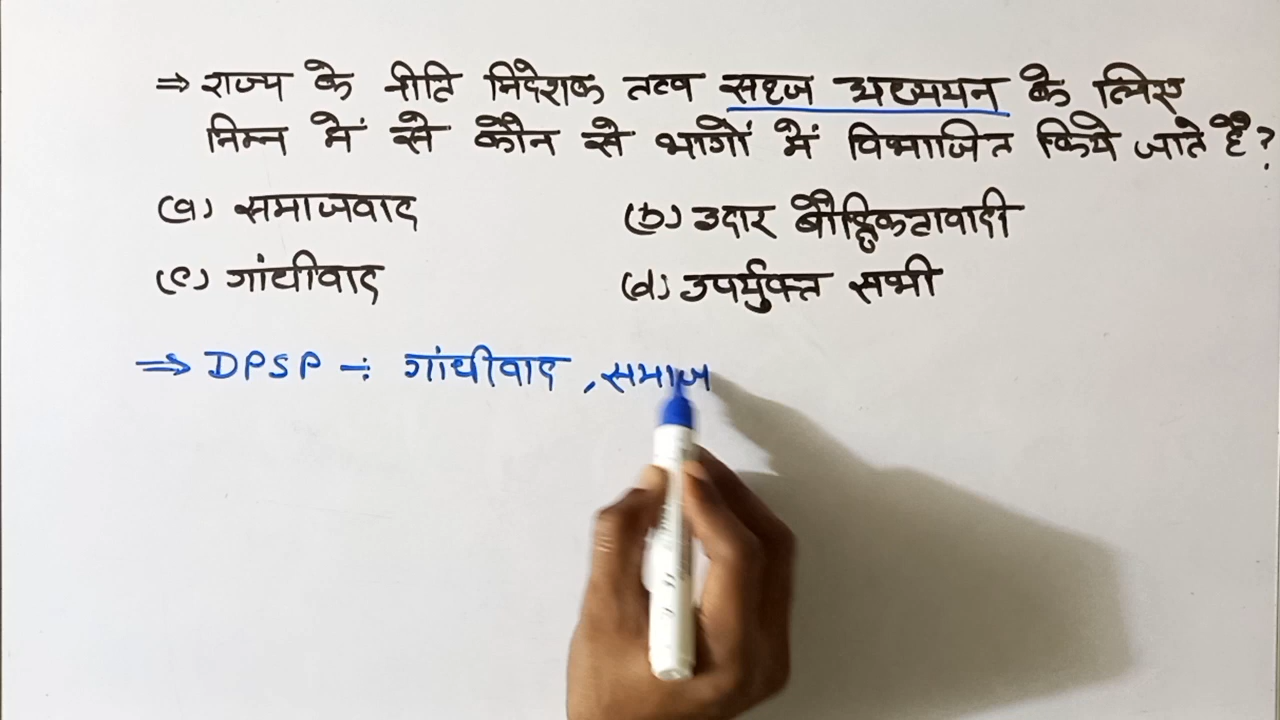 ⇒ राज्य के नीति निदेशक तत्व सहज अध्ययन के लिए
निम्न में से कौन से भागों में विभाजित किये जाते है?
(a) समाजवाद (b) उदार बौद्धिकतावादी
(c) गांधीवाद (d) उपर्युक्त सभी
⇒ DPSP -: गांधीवाद, समाज